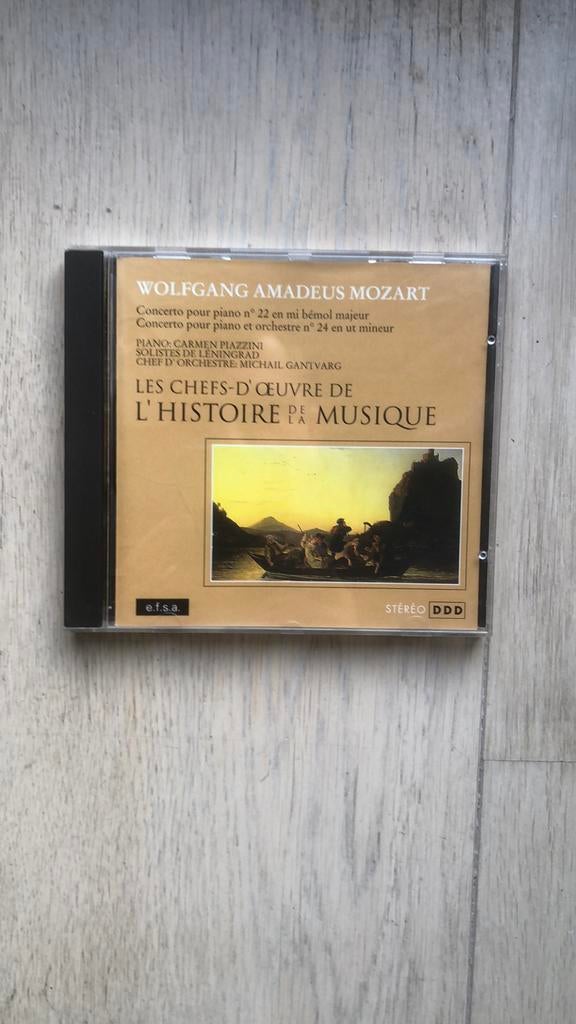 WOLFGANG AMADEUS MOZART
Concerto pour piano n° 22 en mi bémol majeur
Concerto pour piano et orchestre n° 24 en ut mineur
PIANO: CARMEN PIAZZINI
SOLISTES DE LÉNINGRAD
CHEF D'ORCHESTRE: MICHAIL GANTVARG
LES CHEFS-D'ŒUVRE DE
L'HISTOIRE DE LA MUSIQUE
e.f.s.a.
STÉRÉO DDD